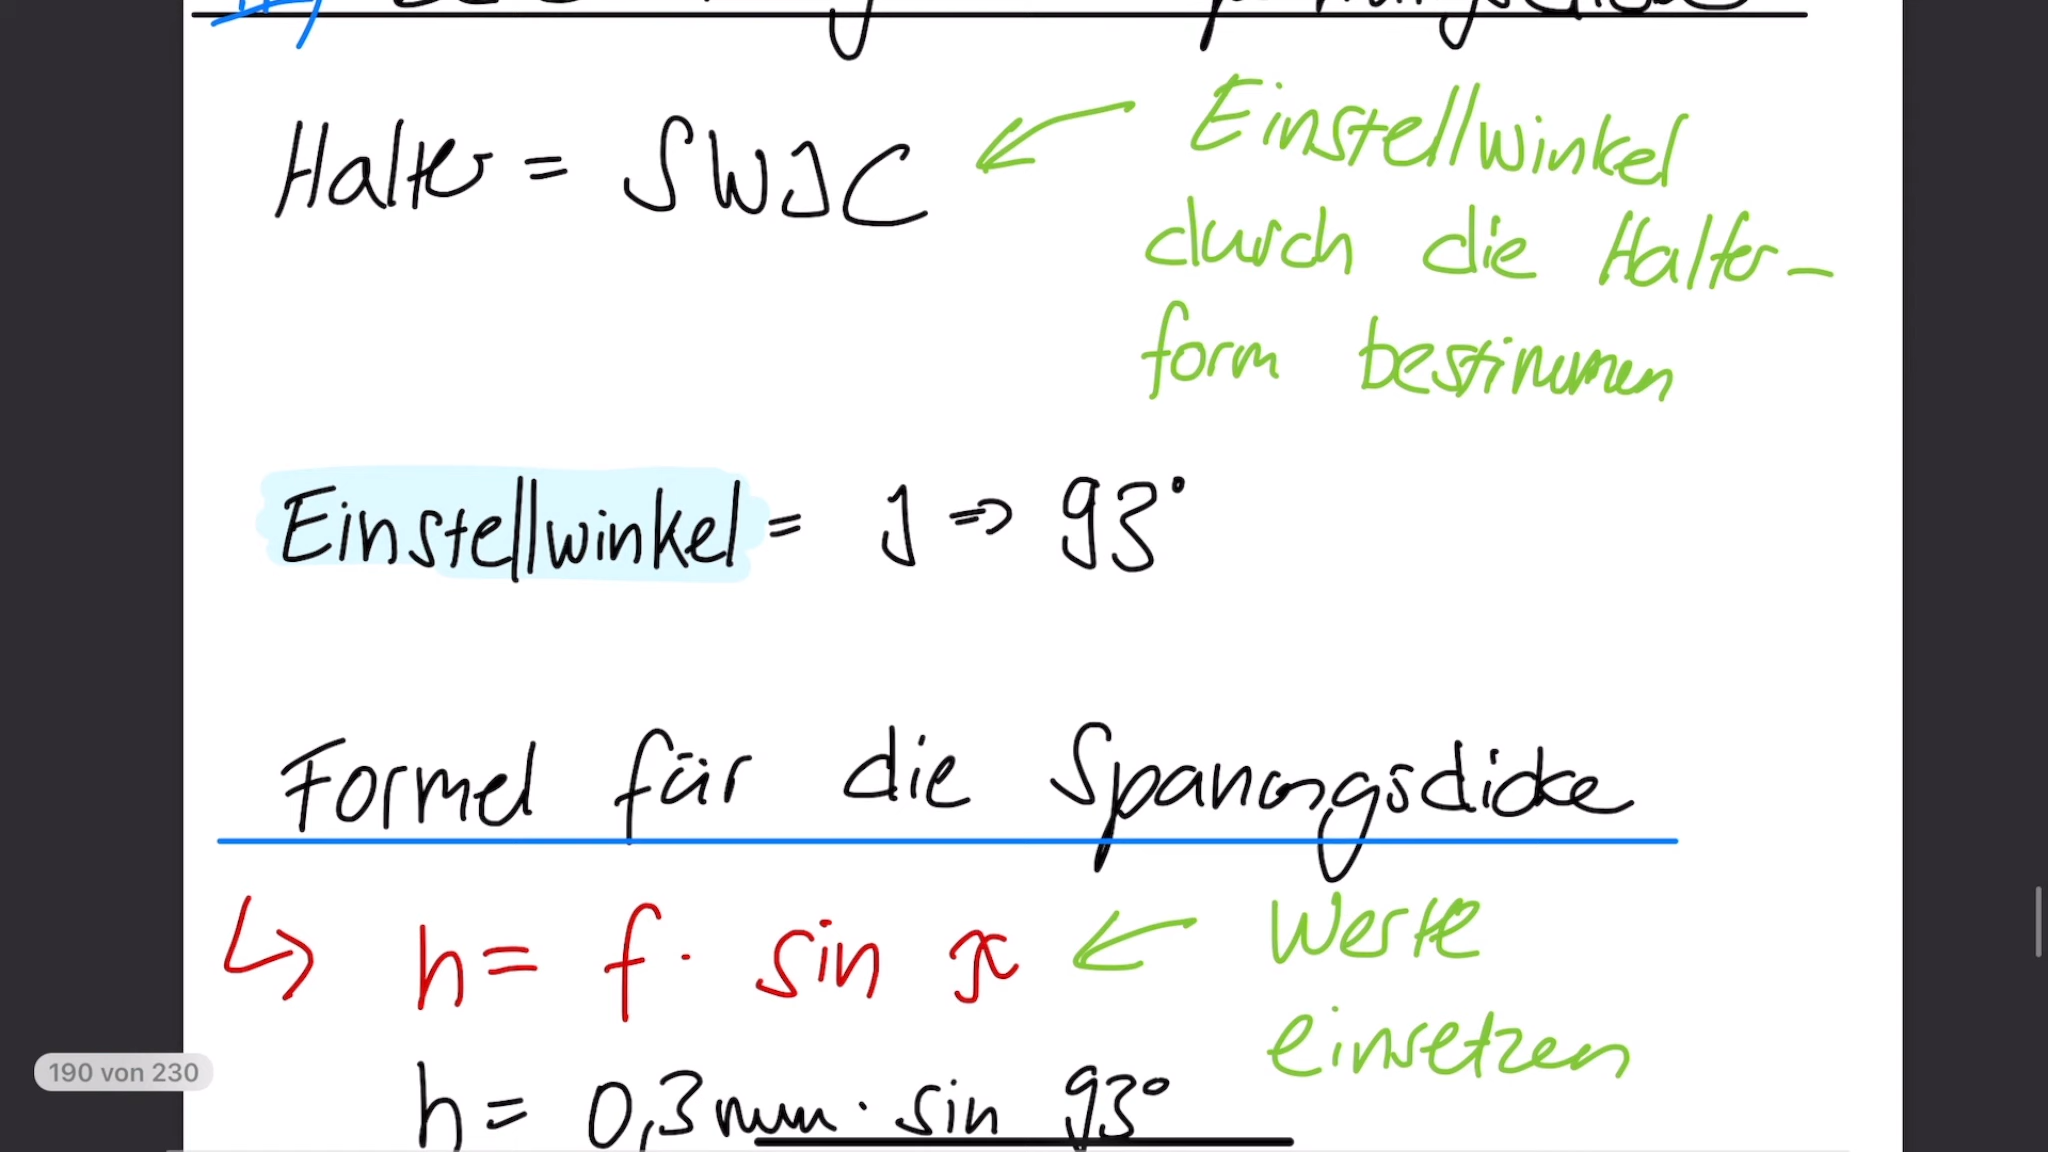 Halter = SWJC
Einstellwinkel
durch die Halter-
form bestimmen
Einstellwinkel = J => 93°
Formel für die Spanungsdicke
↳ h = f · sin ϰ
Werte
einsetzen
h = 0,3mm · sin 93°
190 von 230